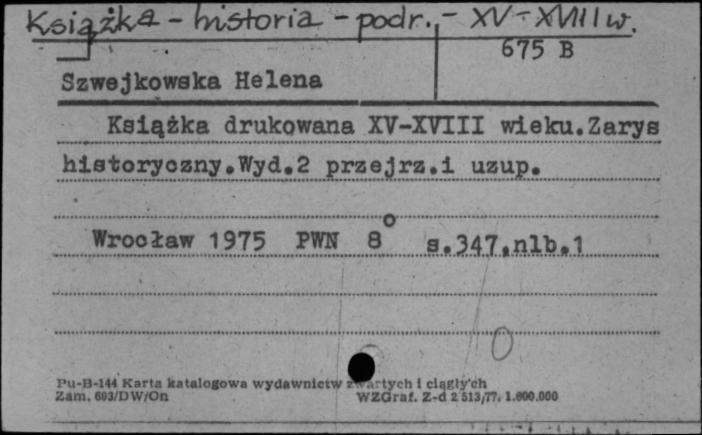 Książka - historia - podr. - XV-XVIII w.
675 B
Szwejkowska Helena
Książka drukowana XV-XVIII wieku.Zarys
historyczny.Wyd.2 przejrz.i uzup.
Wrocław 1975 PWN 8° s.347,nlb.1
0
Pu-B-144 Karta katalogowa wydawnictw zwartych i ciągłych
Zam. 693/DW/On WZGraf. Z-d 2 513/77. 1.000.000